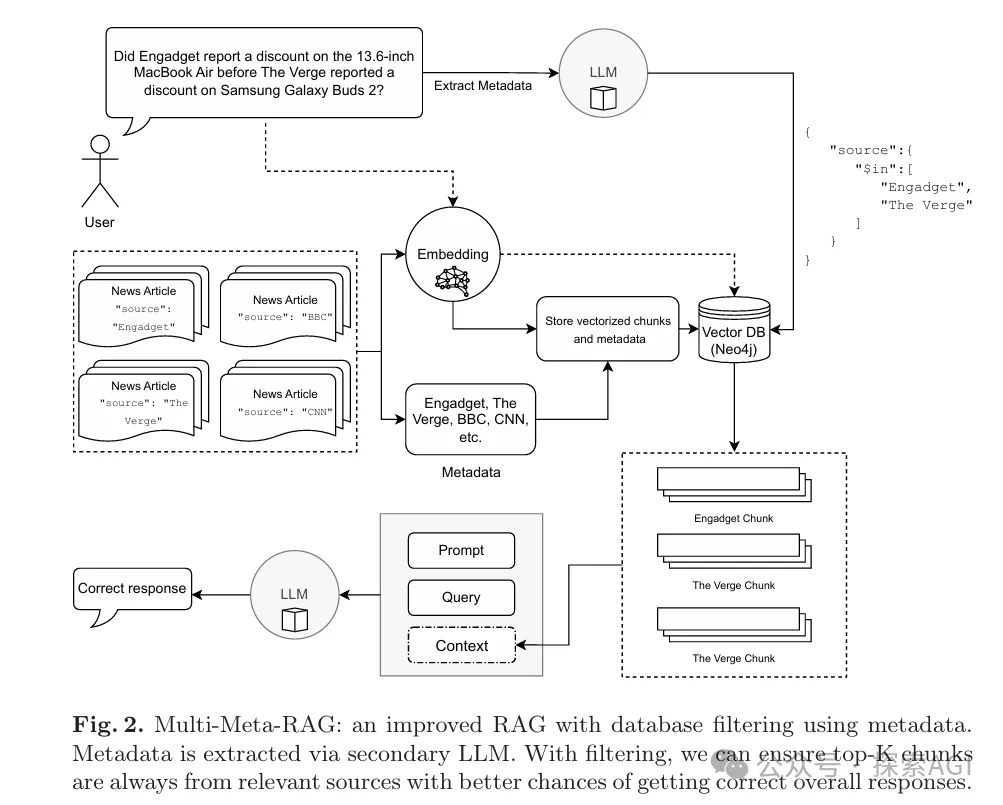 Did Engadget report a discount on the 13.6-inch
MacBook Air before The Verge reported a
discount on Samsung Galaxy Buds 2?
Extract Metadata
LLM
{
"source":{
"$in":[
"Engadget",
"The Verge"
]
}
}
User
Embedding
News Article
"source":
"Engadget"
News Article
"source": "BBC"
News Article
"source": "The
Verge"
News Article
"source": "CNN"
Store vectorized chunks
and metadata
Vector DB
(Neo4j)
Engadget, The
Verge, BBC, CNN,
etc.
Metadata
Engadget Chunk
The Verge Chunk
The Verge Chunk
Prompt
Query
Context
LLM
Correct response
Fig. 2. Multi-Meta-RAG: an improved RAG with database filtering using metadata.
Metadata is extracted via secondary LLM. With filtering, we can ensure top-K chunks
are always from relevant sources with better chances of getting correct overall responses.
公众号 · 探索AGI